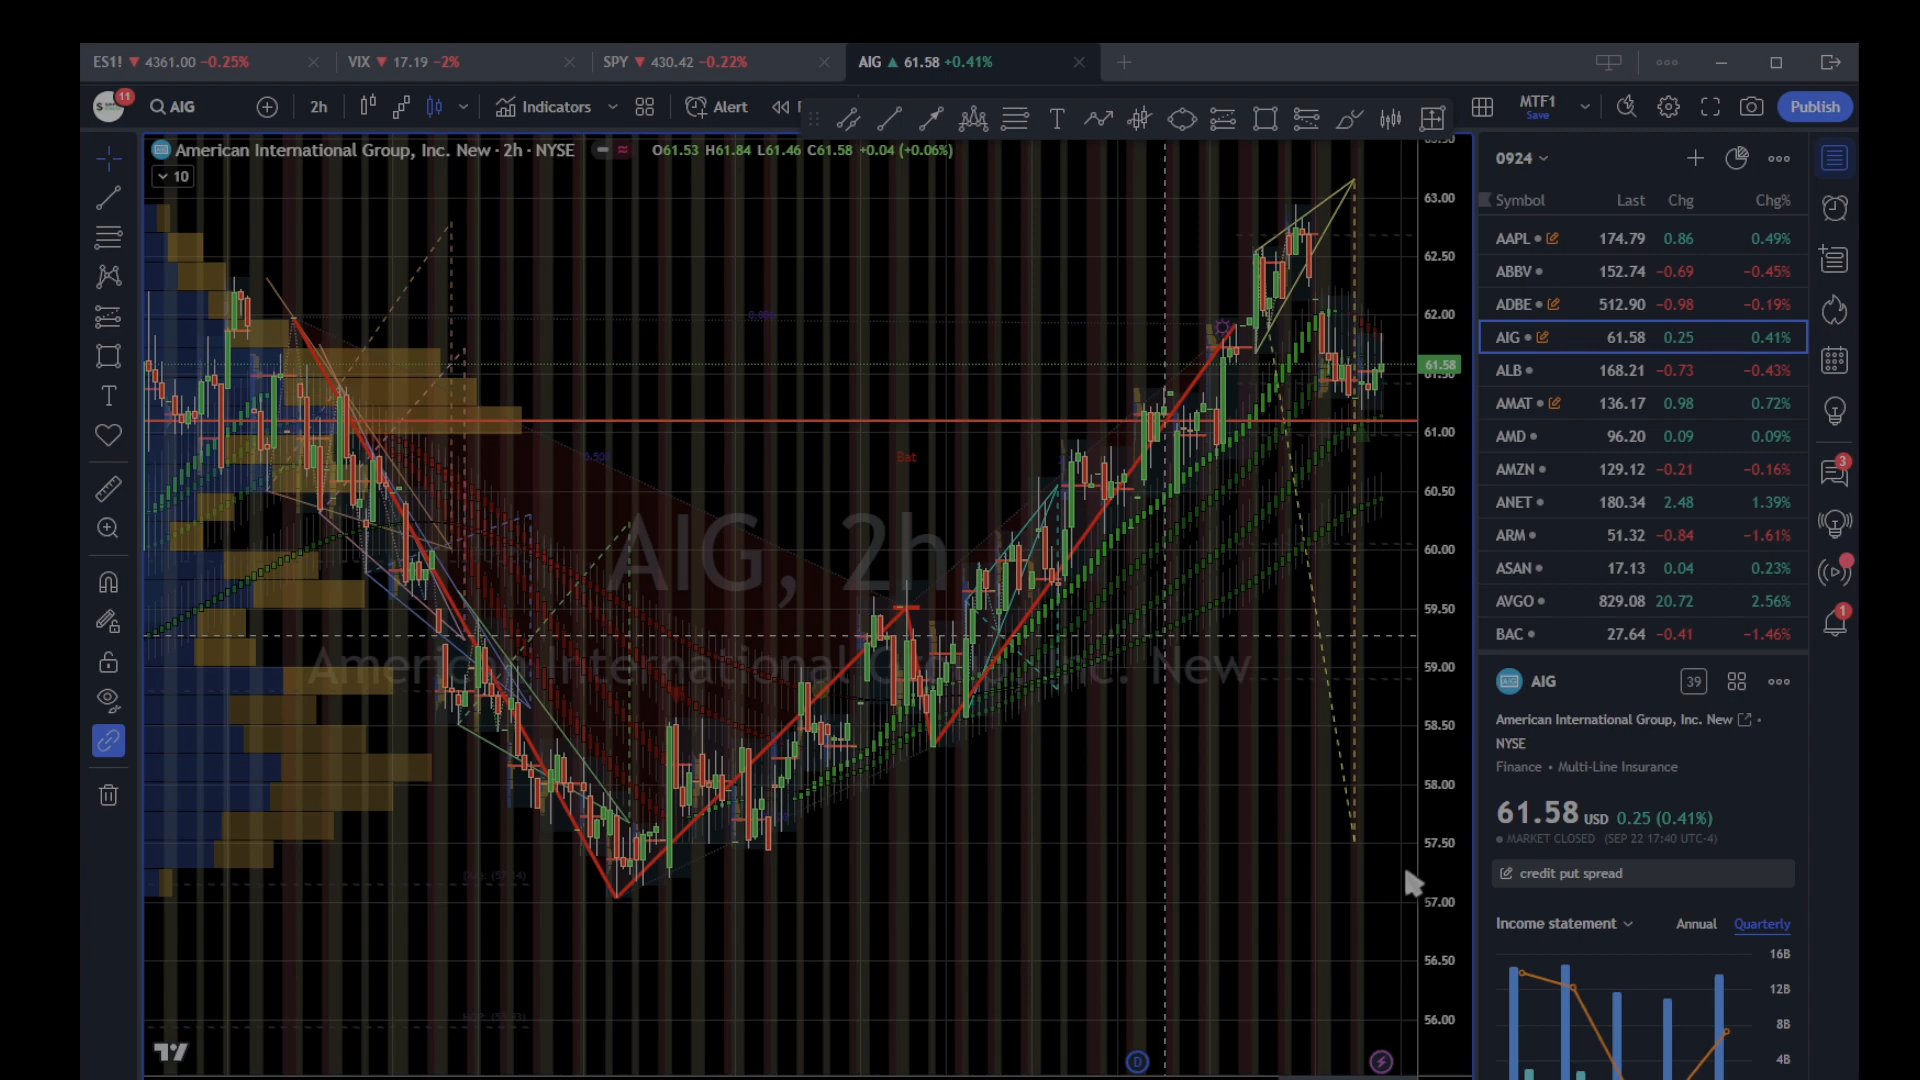 ES1! ▼ 4361.00 −0.25%
VIX ▼ 17.19 −2%
SPY ▼ 430.42 −0.22%
AIG ▲ 61.58 +0.41%
11
AIG
2h
Indicators
Alert
MTF1
Save
Publish
American International Group, Inc. New · 2h · NYSE
O61.53 H61.84 L61.46 C61.58 +0.04 (+0.06%)
10
63.00
62.50
62.00
61.58
61.00
60.50
60.00
59.50
59.00
58.50
58.00
57.50
57.00
56.50
56.00
Bat
AIG, 2h
American International Group, Inc. New
D
0924
Symbol Last Chg Chg%
AAPL 174.79 0.86 0.49%
ABBV 152.74 −0.69 −0.45%
ADBE 512.90 −0.98 −0.19%
AIG 61.58 0.25 0.41%
ALB 168.21 −0.73 −0.43%
AMAT 136.17 0.98 0.72%
AMD 96.20 0.09 0.09%
AMZN 129.12 −0.21 −0.16%
ANET 180.34 2.48 1.39%
ARM 51.32 −0.84 −1.61%
ASAN 17.13 0.04 0.23%
AVGO 829.08 20.72 2.56%
BAC 27.64 −0.41 −1.46%
3
1
AIG
39
American International Group, Inc. New •
NYSE
Finance • Multi-Line Insurance
61.58 USD 0.25 (0.41%)
MARKET CLOSED (SEP 22 17:40 UTC-4)
credit put spread
Income statement
Annual
Quarterly
16B
12B
8B
4B